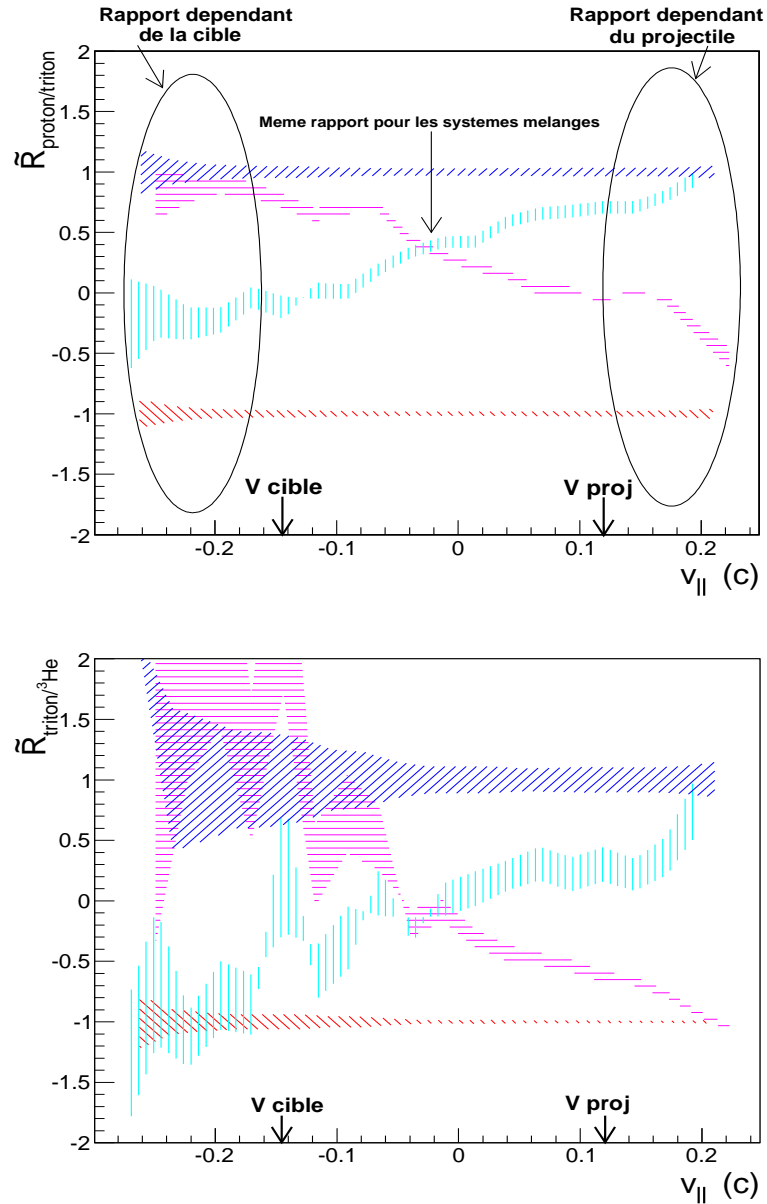 Rapport dependant
de la cible
Rapport dependant
du projectile
Meme rapport pour les systemes melanges
R̃proton/triton
2
1.5
1
0.5
0
-0.5
-1
-1.5
-2
V cible
V proj
-0.2
-0.1
0
0.1
0.2
v|| (c)
R̃triton/³He
2
1.5
1
0.5
0
-0.5
-1
-1.5
-2
V cible
V proj
-0.2
-0.1
0
0.1
0.2
v|| (c)